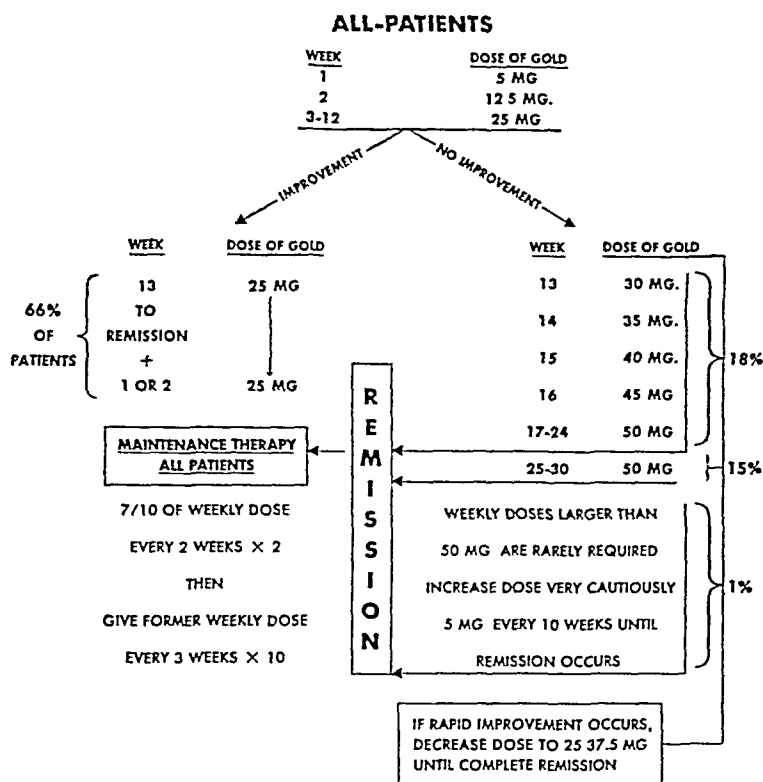 ALL-PATIENTS
WEEK DOSE OF GOLD
1 5 MG
2 12 5 MG.
3-12 25 MG
IMPROVEMENT
NO IMPROVEMENT
WEEK DOSE OF GOLD
13 25 MG
TO
REMISSION
+
1 OR 2 25 MG
66%
OF
PATIENTS
MAINTENANCE THERAPY
ALL PATIENTS
7/10 OF WEEKLY DOSE
EVERY 2 WEEKS × 2
THEN
GIVE FORMER WEEKLY DOSE
EVERY 3 WEEKS × 10
REMISSION
WEEK DOSE OF GOLD
13 30 MG.
14 35 MG.
15 40 MG.
16 45 MG
17-24 50 MG
18%
25-30 50 MG
15%
WEEKLY DOSES LARGER THAN
50 MG ARE RARELY REQUIRED
INCREASE DOSE VERY CAUTIOUSLY
5 MG EVERY 10 WEEKS UNTIL
REMISSION OCCURS
1%
IF RAPID IMPROVEMENT OCCURS,
DECREASE DOSE TO 25 37.5 MG
UNTIL COMPLETE REMISSION